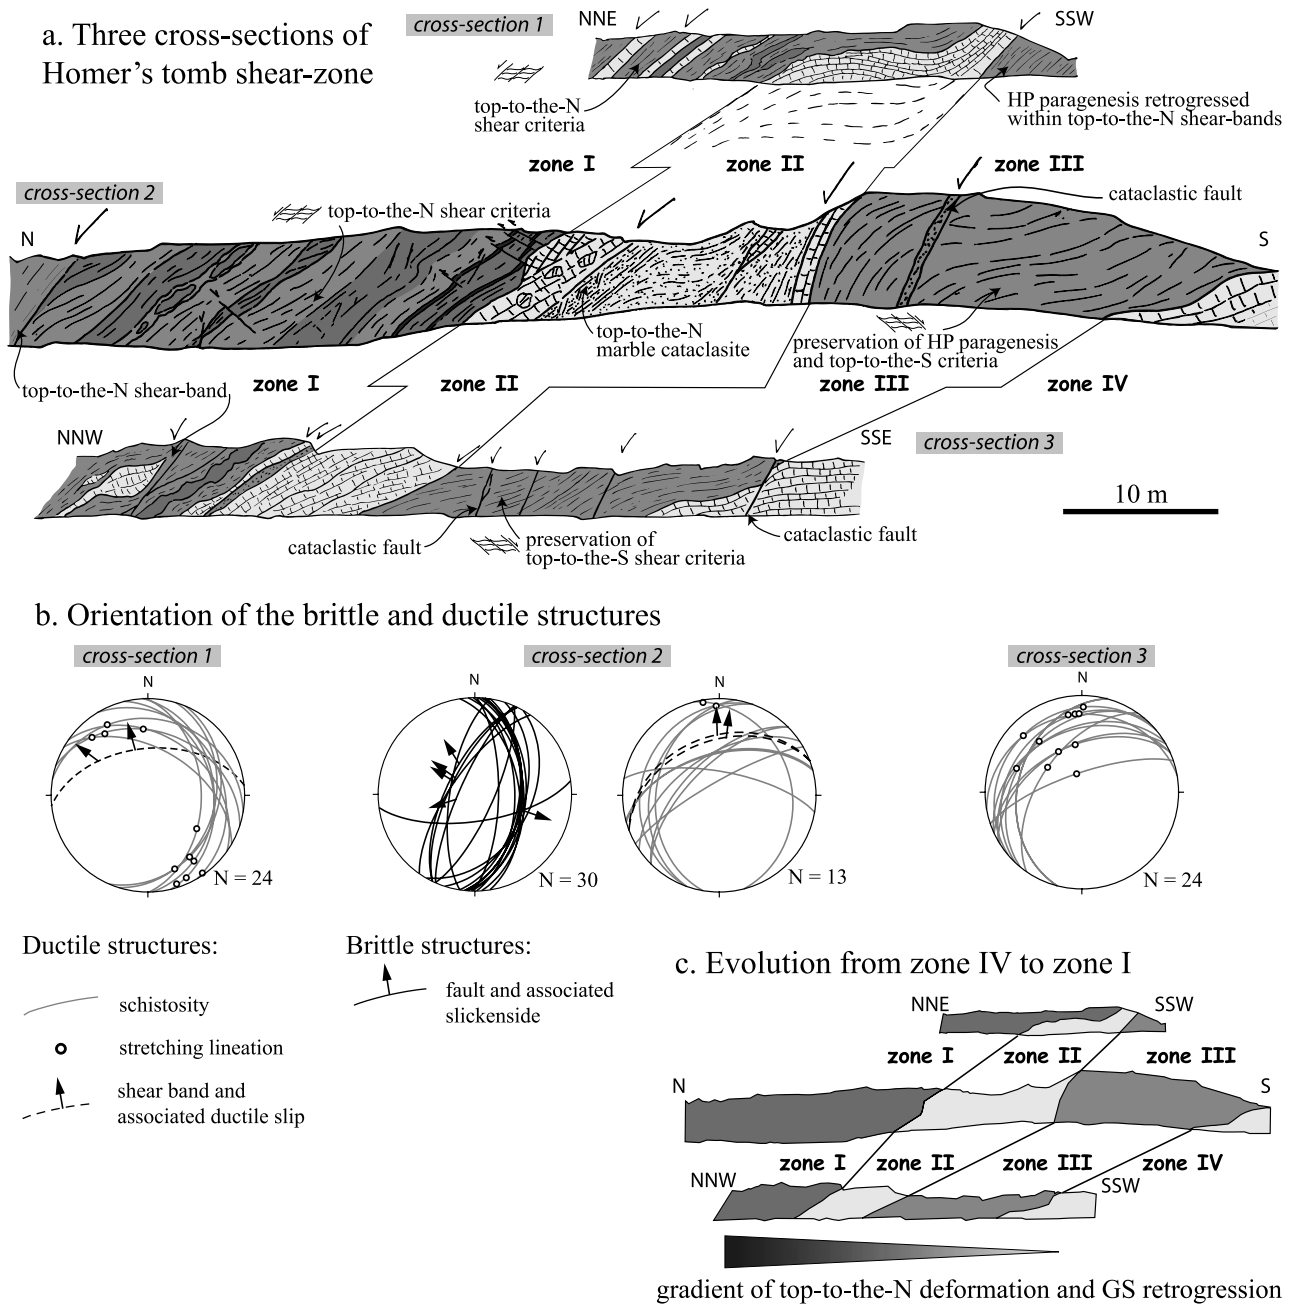 a. Three cross-sections of
Homer's tomb shear-zone
cross-section 1
NNE
SSW
top-to-the-N
shear criteria
HP paragenesis retrogressed
within top-to-the-N shear-bands
zone I
zone II
zone III
cross-section 2
N
top-to-the-N shear criteria
cataclastic fault
S
top-to-the-N
marble cataclasite
preservation of HP paragenesis
and top-to-the-S criteria
top-to-the-N shear-band
zone I
zone II
zone III
zone IV
NNW
SSE
cross-section 3
10 m
cataclastic fault
preservation of
top-to-the-S shear criteria
cataclastic fault
b. Orientation of the brittle and ductile structures
cross-section 1
cross-section 2
cross-section 3
N
N
N
N
N = 24
N = 30
N = 13
N = 24
Ductile structures:
schistosity
stretching lineation
shear band and
associated ductile slip
Brittle structures:
fault and associated
slickenside
c. Evolution from zone IV to zone I
NNE
SSW
zone I
zone II
zone III
N
S
zone I
zone II
zone III
zone IV
NNW
SSW
gradient of top-to-the-N deformation and GS retrogression